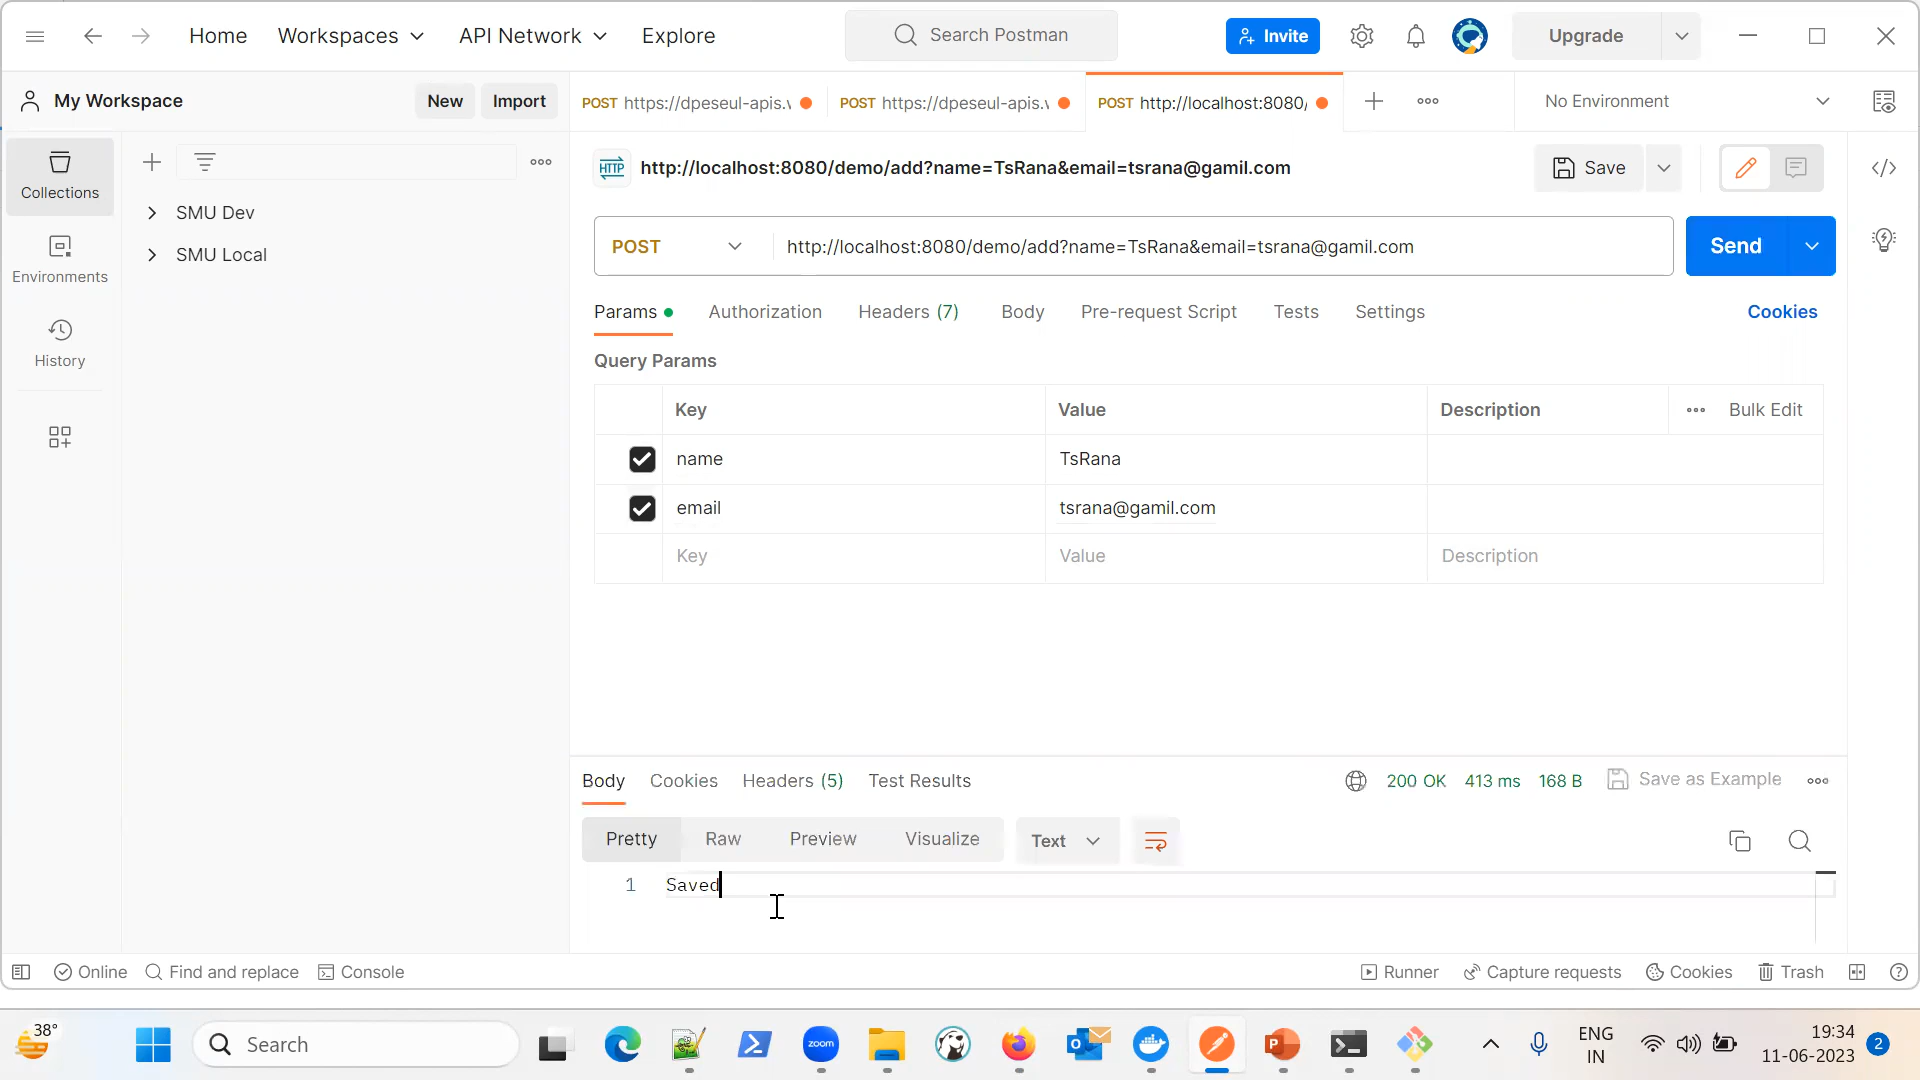 Home
Workspaces
API Network
Explore
Search Postman
Invite
Upgrade
My Workspace
New
Import
POST https://dpeseul-apis.v
POST https://dpeseul-apis.v
POST http://localhost:8080/
No Environment
Collections
Environments
History
SMU Dev
SMU Local
HTTP
http://localhost:8080/demo/add?name=TsRana&email=tsrana@gamil.com
Save
POST
http://localhost:8080/demo/add?name=TsRana&email=tsrana@gamil.com
Send
Params
Authorization
Headers (7)
Body
Pre-request Script
Tests
Settings
Cookies
Query Params
Key
Value
Description
Bulk Edit
name
TsRana
email
tsrana@gamil.com
Key
Value
Description
Body
Cookies
Headers (5)
Test Results
200 OK
413 ms
168 B
Save as Example
Pretty
Raw
Preview
Visualize
Text
1
Saved
Online
Find and replace
Console
Runner
Capture requests
Cookies
Trash
38°
Search
zoom
ENG
IN
19:34
11-06-2023
2